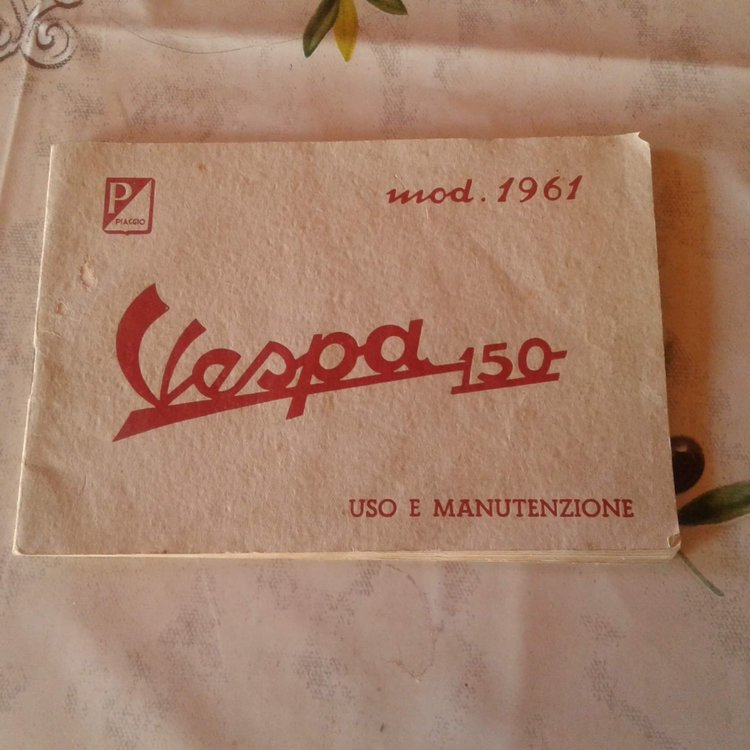 P
PIAGGIO
mod. 1961
Vespa 150
USO E MANUTENZIONE